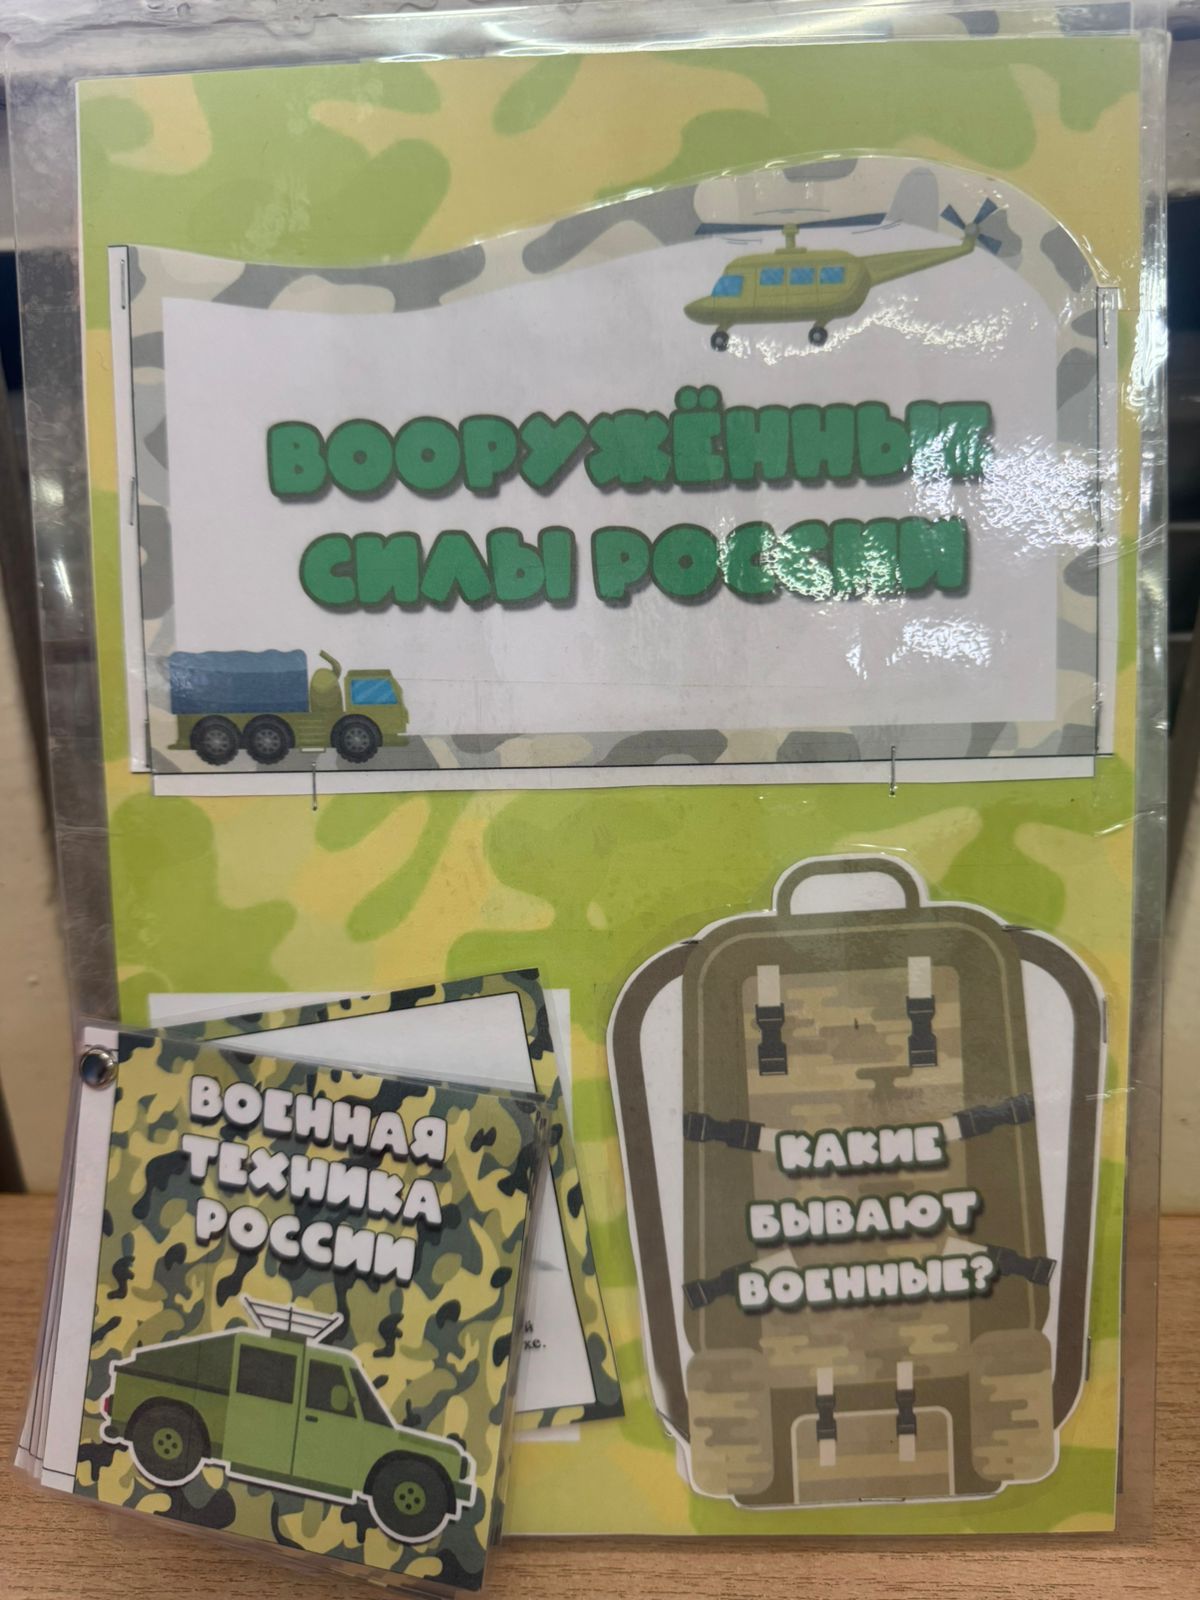 ВООРУЖЁННЫЕ
СИЛЫ РОССИИ
ВОЕННАЯ
ТЕХНИКА
РОССИИ
КАКИЕ
БЫВАЮТ
ВОЕННЫЕ?